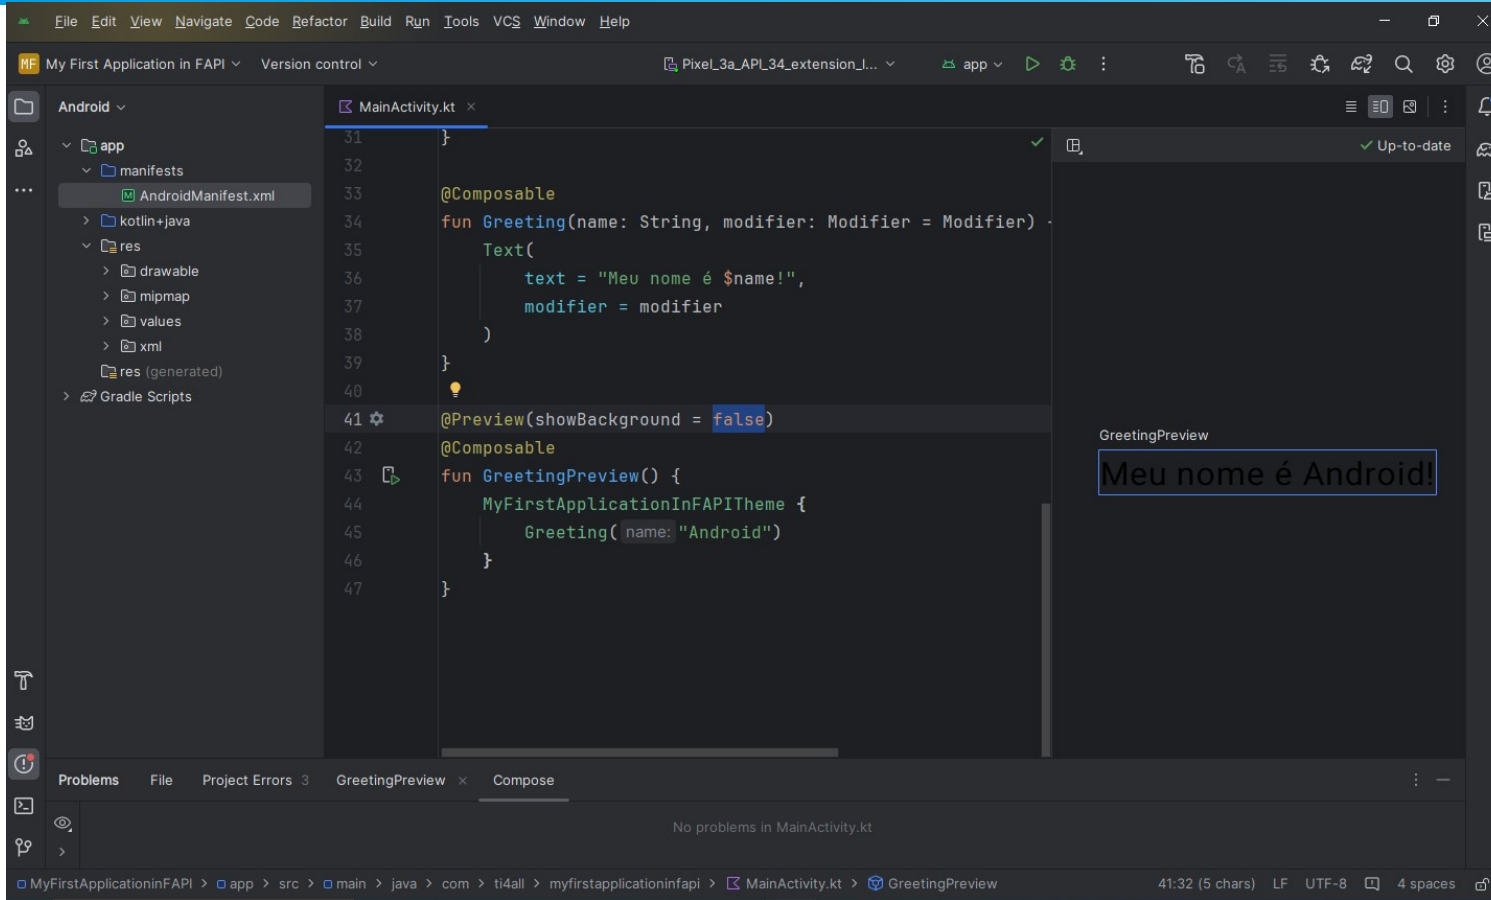 File Edit View Navigate Code Refactor Build Run Tools VCS Window Help
MF My First Application in FAPI Version control Pixel_3a_API_34_extension_l... app
Android
app
manifests
AndroidManifest.xml
kotlin+java
res
drawable
mipmap
values
xml
res (generated)
Gradle Scripts
MainActivity.kt
31 }
32
33 @Composable
34 fun Greeting(name: String, modifier: Modifier = Modifier)
35 Text(
36 text = "Meu nome é $name!",
37 modifier = modifier
38 )
39 }
40
41 @Preview(showBackground = false)
42 @Composable
43 fun GreetingPreview() {
44 MyFirstApplicationInFAPITheme {
45 Greeting( name: "Android")
46 }
47 }
Up-to-date
GreetingPreview
Meu nome é Android!
Problems File Project Errors 3 GreetingPreview Compose
No problems in MainActivity.kt
MyFirstApplicationinFAPI > app > src > main > java > com > ti4all > myfirstapplicationinfapi > MainActivity.kt > GreetingPreview 41:32 (5 chars) LF UTF-8 4 spaces